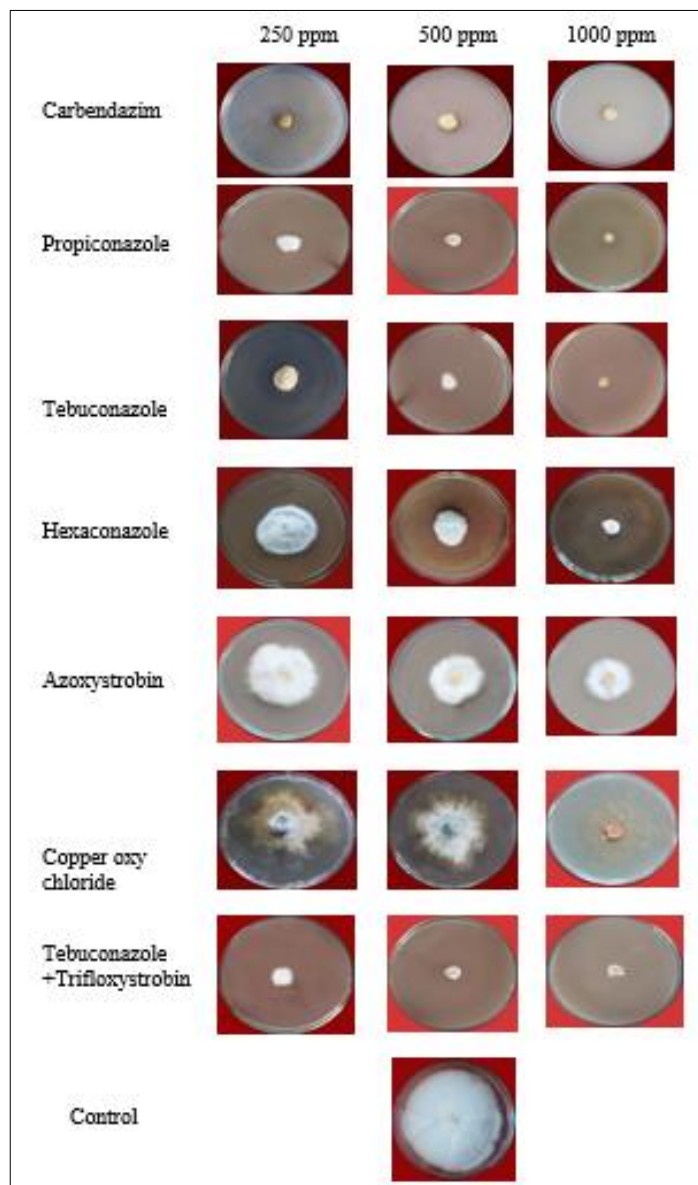 250 ppm 500 ppm 1000 ppm
Carbendazim
Propiconazole
Tebuconazole
Hexaconazole
Azoxystrobin
Copper oxy
chloride
Tebuconazole
+Trifloxystrobin
Control